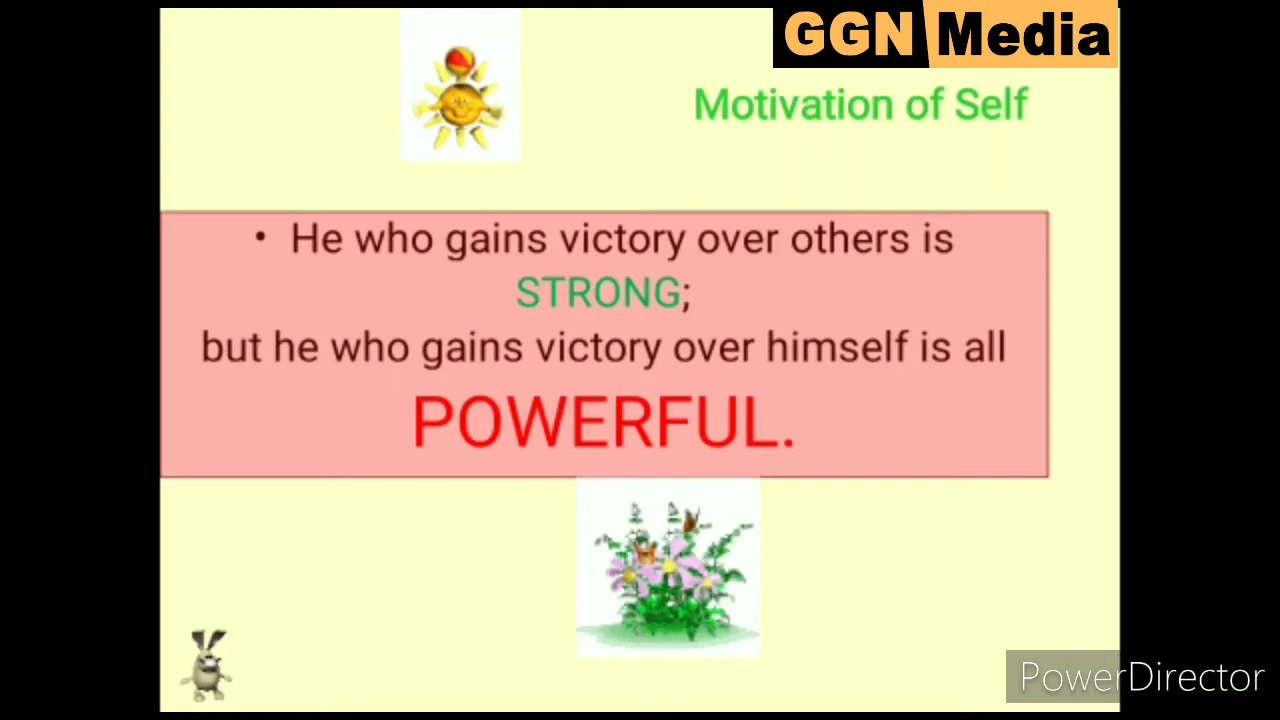 GGN Media
Motivation of Self
• He who gains victory over others is
STRONG;
but he who gains victory over himself is all
POWERFUL.
PowerDirector